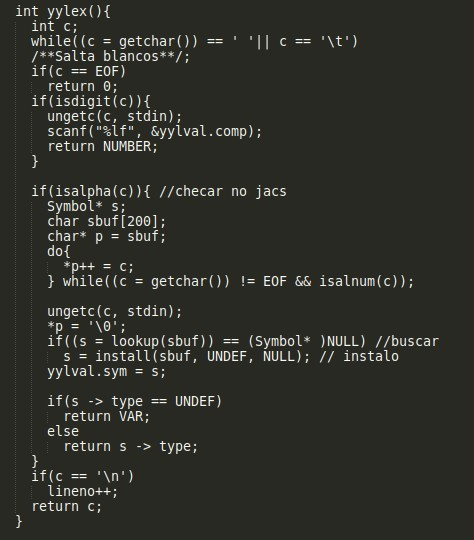 int yylex(){
  int c;
  while((c = getchar()) == ' '|| c == '\t')
  /**Salta blancos**/;
  if(c == EOF)
    return 0;
  if(isdigit(c)){
    ungetc(c, stdin);
    scanf("%lf", &yylval.comp);
    return NUMBER;
  }

  if(isalpha(c)){ //checar no jacs
    Symbol* s;
    char sbuf[200];
    char* p = sbuf;
    do{
      *p++ = c;
    } while((c = getchar()) != EOF && isalnum(c));

    ungetc(c, stdin);
    *p = '\0';
    if((s = lookup(sbuf)) == (Symbol* )NULL) //buscar
      s = install(sbuf, UNDEF, NULL); // instalo
    yylval.sym = s;

    if(s -> type == UNDEF)
      return VAR;
    else
      return s -> type;
  }
  if(c == '\n')
    lineno++;
  return c;
}